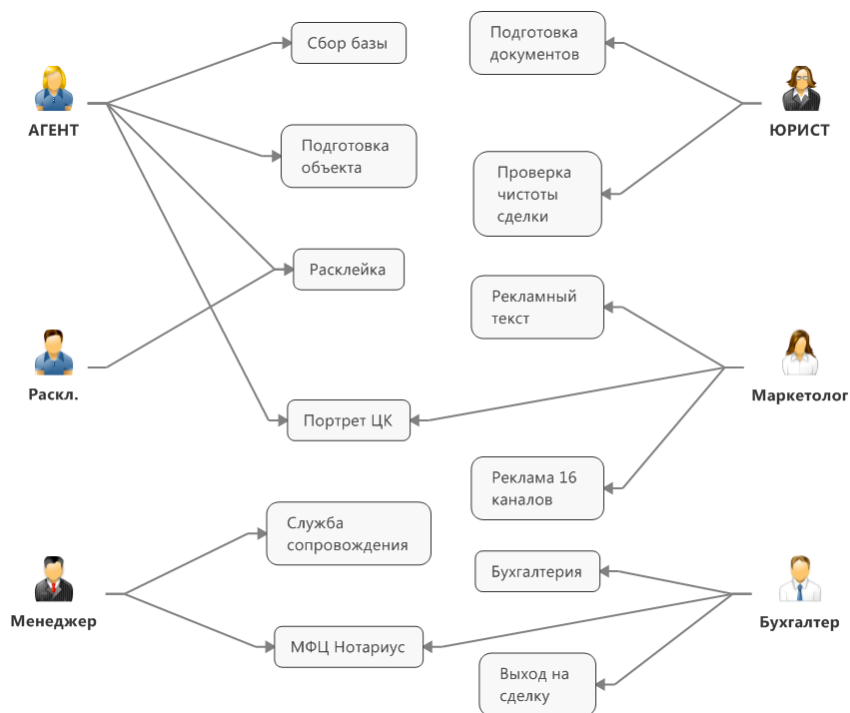 Сбор базы
Подготовка
документов
АГЕНТ
ЮРИСТ
Подготовка
объекта
Проверка
чистоты
сделки
Расклейка
Рекламный
текст
Раскл.
Маркетолог
Портрет ЦК
Реклама 16
каналов
Служба
сопровождения
Бухгалтерия
Менеджер
Бухгалтер
МФЦ Нотариус
Выход на
сделку